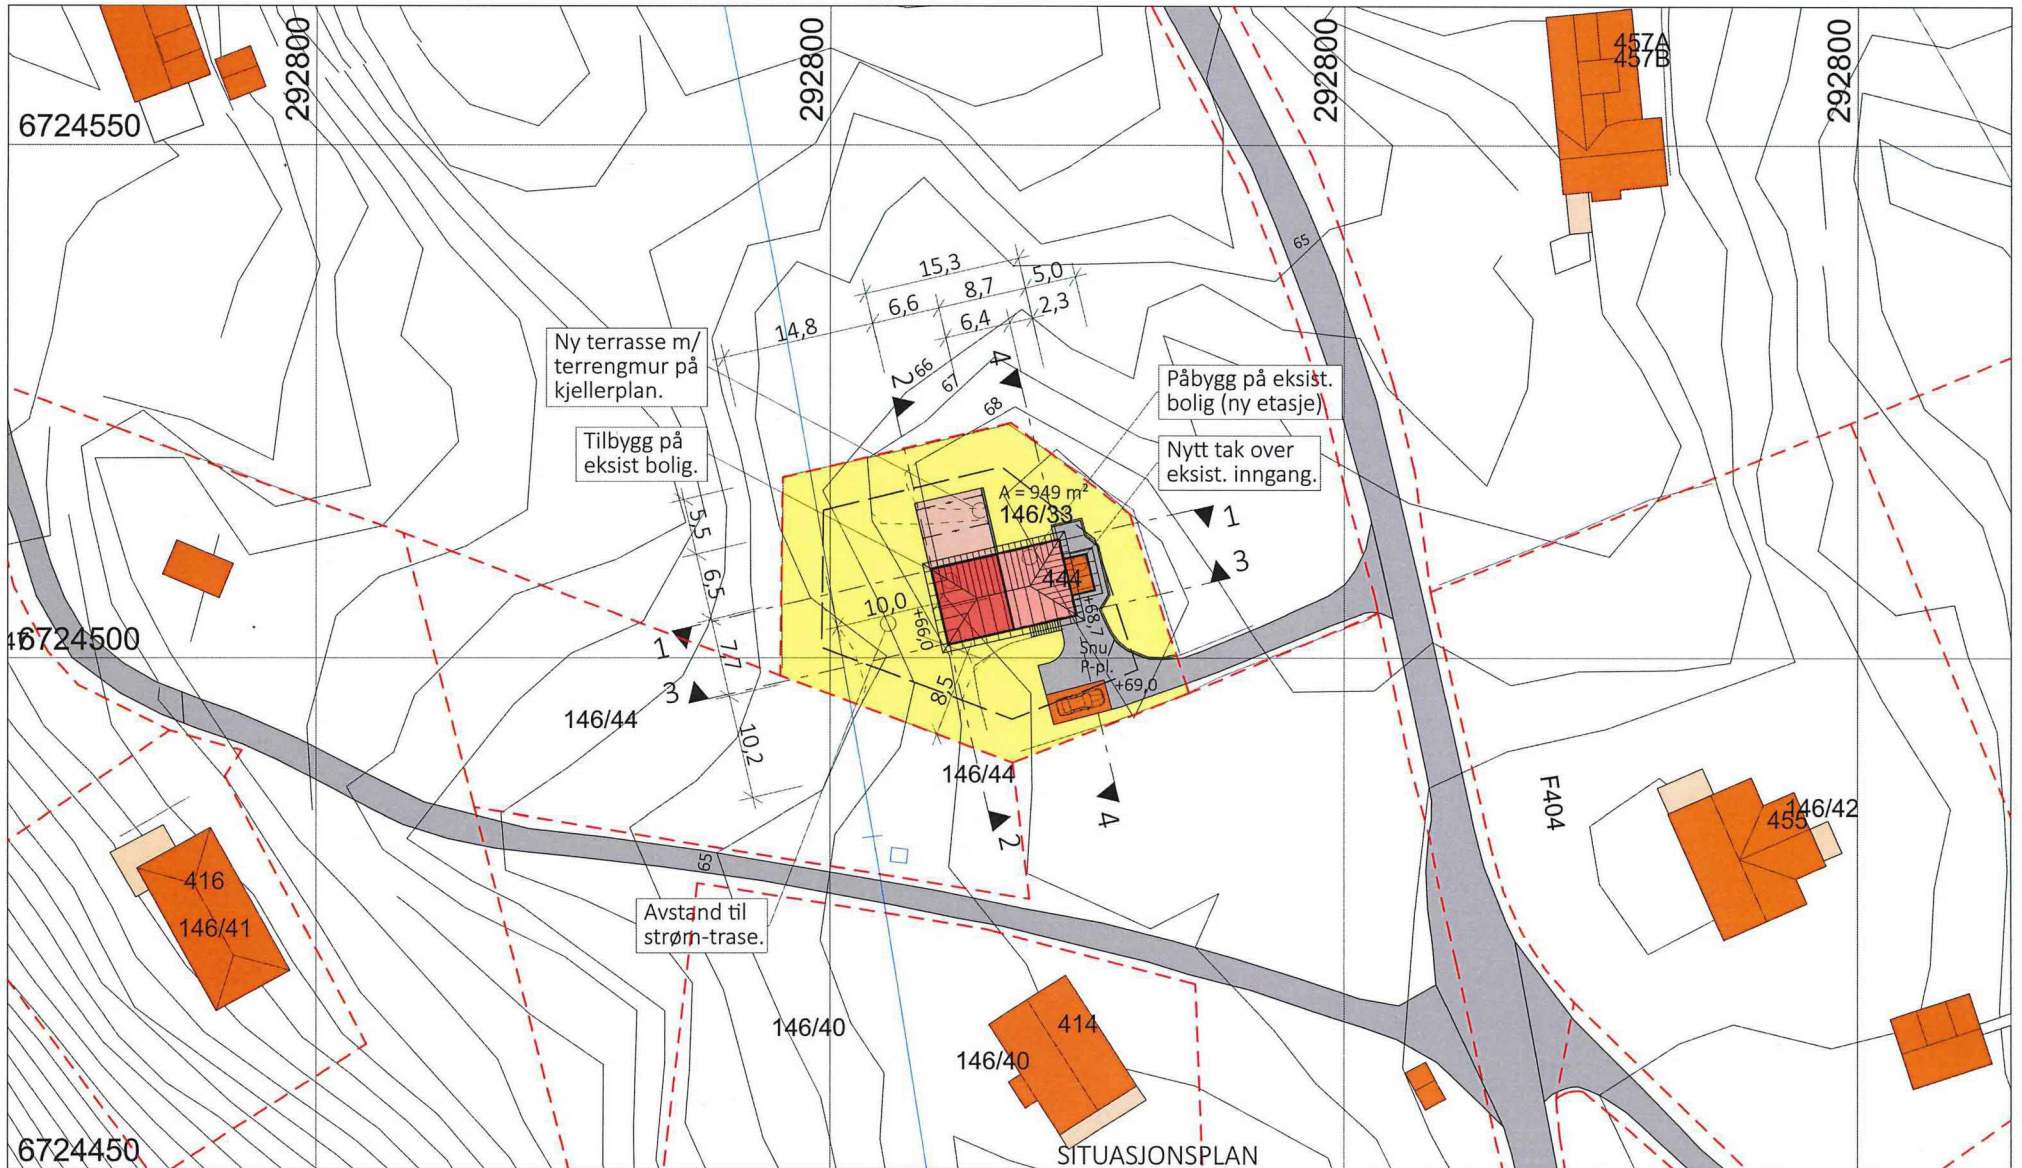 292800
292800
292800
292800
457A
457B
6724550
65
15,3
5,0
8,7
6,6
2,3
6,4
14,8
Ny terrasse m/
terrengmur på
kjellerplan.
2
66
67
4
68
Påbygg på eksist.
bolig (ny etasje)
Tilbygg på
eksist bolig.
Nytt tak over
eksist. inngang.
A = 949 m²
146/33
5,5
1
3
444
6,5
10,0
+66,0
+68,7
6724500
1
7,7
Snu/
P-pl.
+69,0
3
8,5
146/44
10,2
146/44
F404
146/42
455
4
2
65
416
146/41
Avstand til
strøm-trase.
146/40
414
146/40
6724450
SITUASJONSPLAN